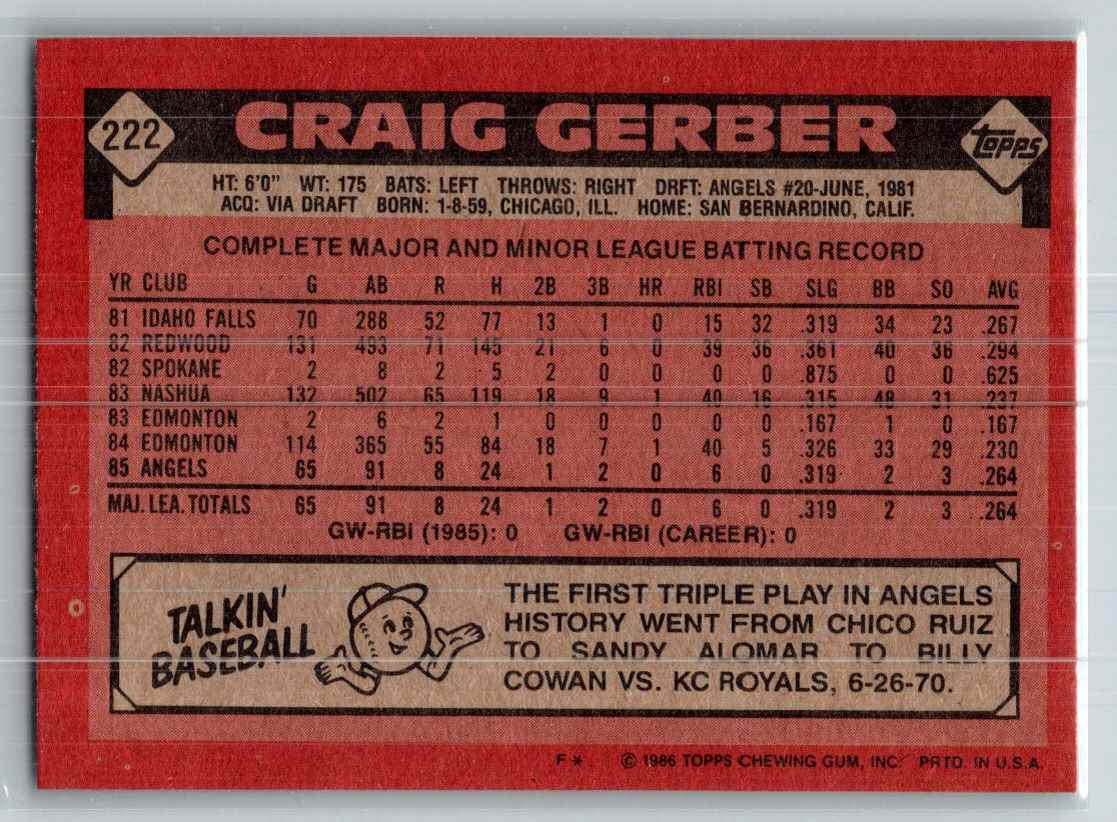 222
CRAIG GERBER
topps
HT: 6'0" WT: 175 BATS: LEFT THROWS: RIGHT DRFT: ANGELS #20-JUNE, 1981
ACQ: VIA DRAFT BORN: 1-8-59, CHICAGO, ILL. HOME: SAN BERNARDINO, CALIF.
COMPLETE MAJOR AND MINOR LEAGUE BATTING RECORD
YR CLUB G AB R H 2B 3B HR RBI SB SLG BB SO AVG
81 IDAHO FALLS 70 288 52 77 13 1 0 15 32 .319 34 23 .267
82 REDWOOD 131 493 71 145 21 6 0 39 36 .361 40 36 .294
82 SPOKANE 2 8 2 5 2 0 0 0 0 .875 0 0 .625
83 NASHUA 132 502 65 119 18 9 1 40 16 .315 48 31 .237
83 EDMONTON 2 6 2 1 0 0 0 0 0 .167 1 0 .167
84 EDMONTON 114 365 55 84 18 7 1 40 5 .326 33 29 .230
85 ANGELS 65 91 8 24 1 2 0 6 0 .319 2 3 .264
MAJ. LEA. TOTALS 65 91 8 24 1 2 0 6 0 .319 2 3 .264
GW-RBI (1985): 0 GW-RBI (CAREER): 0
TALKIN'
BASEBALL
THE FIRST TRIPLE PLAY IN ANGELS
HISTORY WENT FROM CHICO RUIZ
TO SANDY ALOMAR TO BILLY
COWAN VS. KC ROYALS, 6-26-70.
F * © 1986 TOPPS CHEWING GUM, INC. PRTD. IN U.S.A.